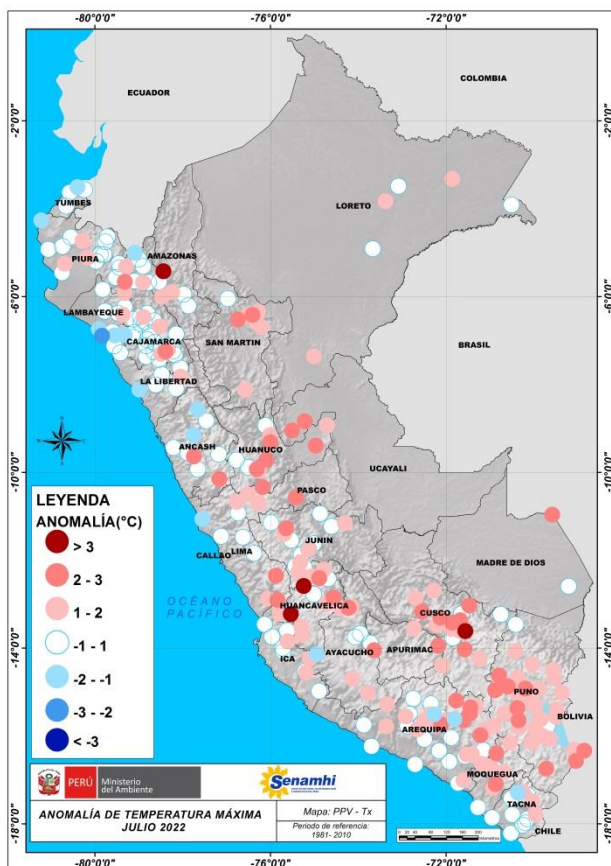 -80°0'0" -76°0'0" -72°0'0"
ECUADOR
COLOMBIA
-2°0'0" -2°0'0"
LORETO
TUMBES
AMAZONAS
PIURA
-6°0'0" -6°0'0"
LAMBAYEQUE
CAJAMARCA
SAN MARTIN
BRASIL
LA LIBERTAD
ANCASH
HUANUCO
-10°0'0" -10°0'0"
UCAYALI
PASCO
LEYENDA
ANOMALÍA(°C)
> 3
2 - 3
1 - 2
-1 - 1
-2 - -1
-3 - -2
< -3
JUNIN
CALLAO
LIMA
MADRE DE DIOS
OCÉANO
PACÍFICO
HUANCAVELICA
CUSCO
-14°0'0" -14°0'0"
ICA
AYACUCHO
APURIMAC
PUNO
BOLIVIA
AREQUIPA
MOQUEGUA
TACNA
CHILE
-18°0'0" -18°0'0"
PERÚ
Ministerio
del Ambiente
Senamhi
ANOMALÍA DE TEMPERATURA MÁXIMA
JULIO 2022
Mapa: PPV - Tx
Periodo de referencia:
1981- 2010
-80°0'0" -76°0'0" -72°0'0"